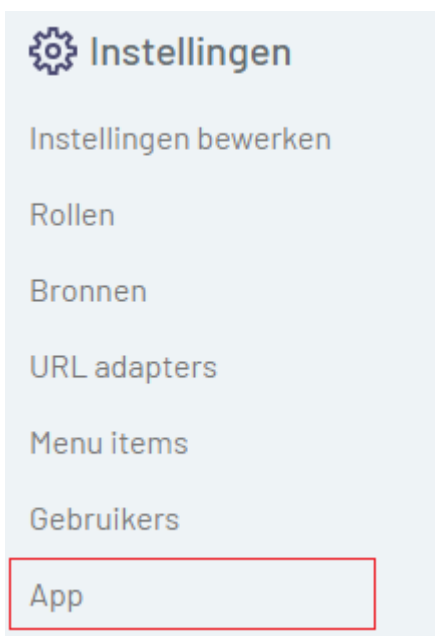 Instellingen
Instellingen bewerken
Rollen
Bronnen
URL adapters
Menu items
Gebruikers
App